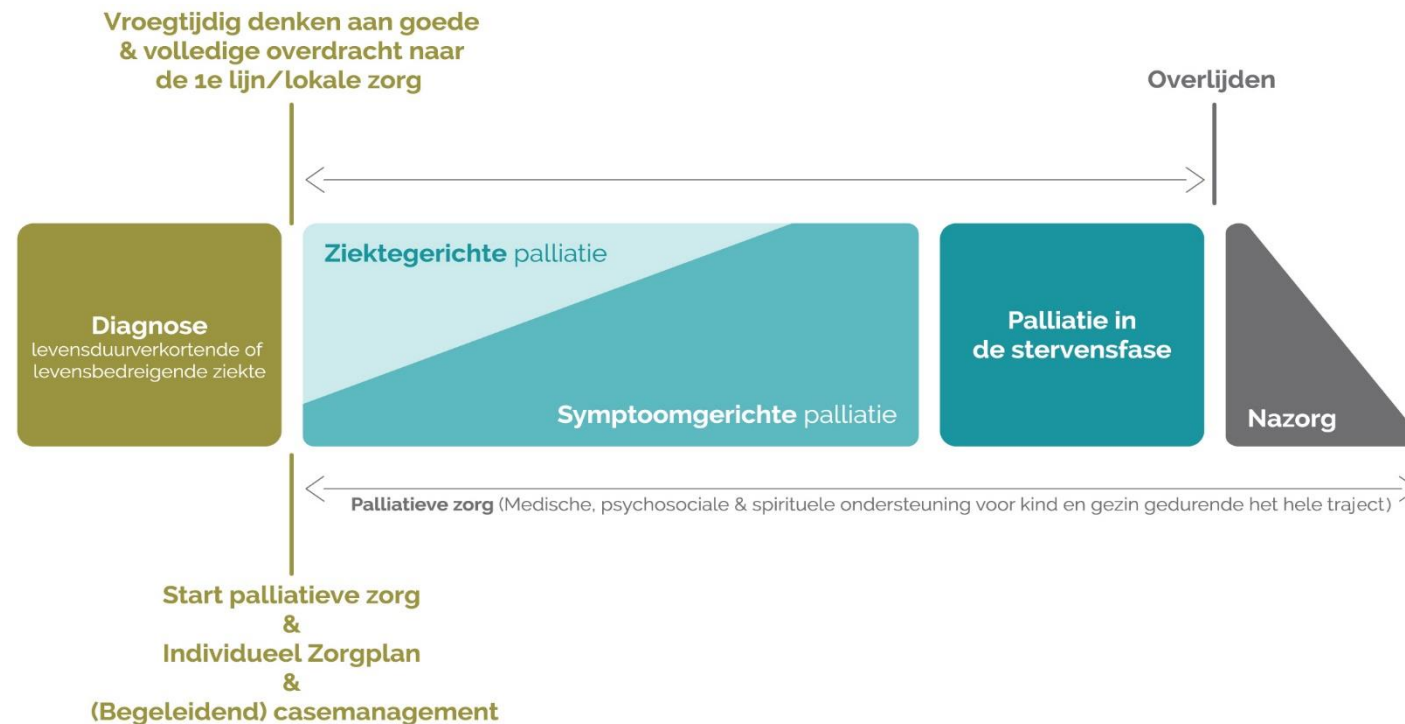 Vroegtijdig denken aan goede
& volledige overdracht naar
de 1e lijn/lokale zorg
Overlijden
Diagnose
levensduurverkortende of
levensbedreigende ziekte
Ziektegerichte palliatie
Symptoomgerichte palliatie
Palliatie in
de stervensfase
Nazorg
Palliatieve zorg (Medische, psychosociale & spirituele ondersteuning voor kind en gezin gedurende het hele traject)
Start palliatieve zorg
&
Individueel Zorgplan
&
(Begeleidend) casemanagement